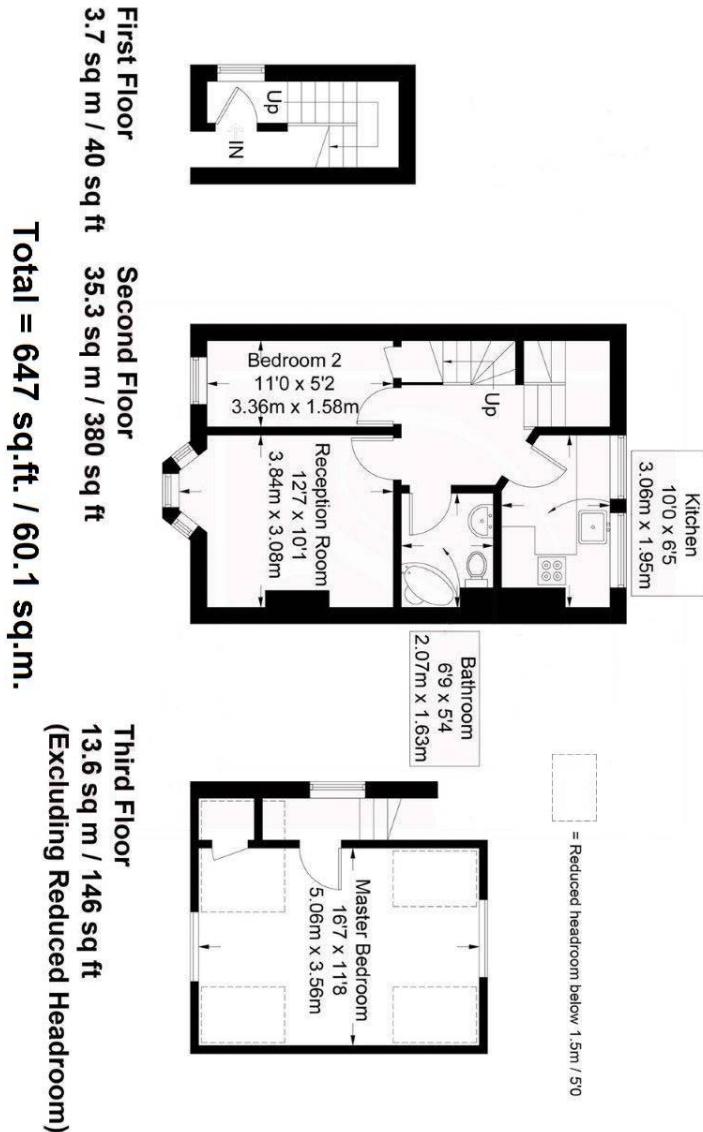 Up
IN
First Floor
3.7 sq m / 40 sq ft
Kitchen
10'0 x 6'5
3.06m x 1.95m
Up
Bedroom 2
11'0 x 5'2
3.36m x 1.58m
Reception Room
12'7 x 10'1
3.84m x 3.08m
Bathroom
6'9 x 5'4
2.07m x 1.63m
Second Floor
35.3 sq m / 380 sq ft
= Reduced headroom below 1.5m / 5'0
Master Bedroom
16'7 x 11'8
5.06m x 3.56m
Third Floor
13.6 sq m / 146 sq ft
(Excluding Reduced Headroom)
Total = 647 sq.ft. / 60.1 sq.m.